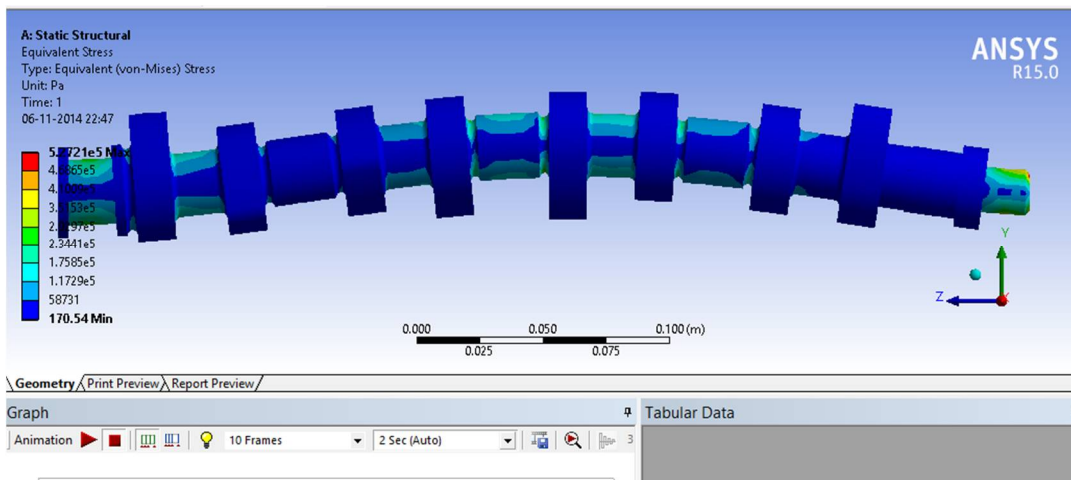 A: Static Structural
Equivalent Stress
Type: Equivalent (von-Mises) Stress
Unit: Pa
Time: 1
06-11-2014 22:47
ANSYS
R15.0
Max
2.3441e5
1.7585e5
1.1729e5
58731
170.54 Min
Y
Z
0.000 0.050 0.100 (m)
0.025 0.075
Geometry Print Preview Report Preview
Graph
Tabular Data
Animation 10 Frames 2 Sec (Auto) 3